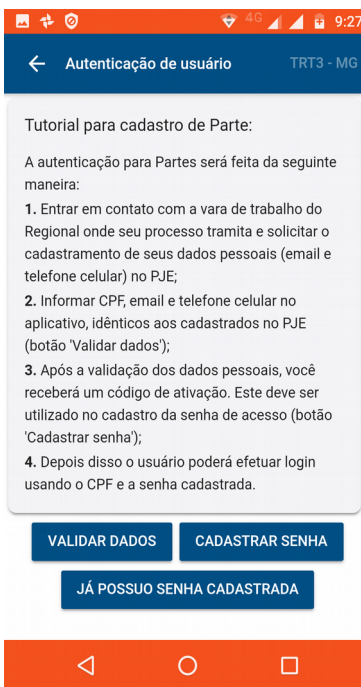 4G 9:27
Autenticação de usuário TRT3 - MG
Tutorial para cadastro de Parte:
A autenticação para Partes será feita da seguinte
maneira:
1. Entrar em contato com a vara de trabalho do
Regional onde seu processo tramita e solicitar o
cadastramento de seus dados pessoais (email e
telefone celular) no PJE;
2. Informar CPF, email e telefone celular no
aplicativo, idênticos aos cadastrados no PJE
(botão 'Validar dados');
3. Após a validação dos dados pessoais, você
receberá um código de ativação. Este deve ser
utilizado no cadastro da senha de acesso (botão
'Cadastrar senha');
4. Depois disso o usuário poderá efetuar login
usando o CPF e a senha cadastrada.
VALIDAR DADOS CADASTRAR SENHA
JÁ POSSUO SENHA CADASTRADA